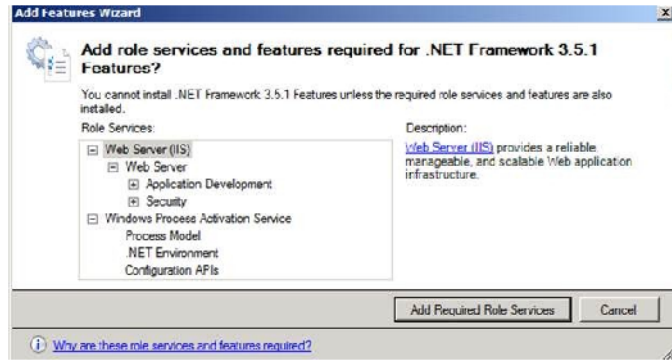 Add Features Wizard
Add role services and features required for .NET Framework 3.5.1
Features?
You cannot install .NET Framework 3.5.1 Features unless the required role services and features are also
installed.
Role Services:
Web Server (IIS)
Web Server
Application Development
Security
Windows Process Activation Service
Process Model
.NET Environment
Configuration APIs
Description:
Web Server (IIS) provides a reliable
manageable, and scalable Web application
infrastructure.
Add Required Role Services
Cancel
Why are these role services and features required?